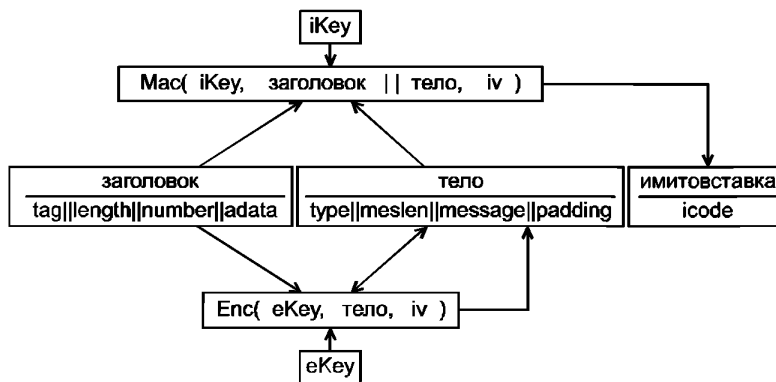 iKey
Mac( iKey, заголовок || тело, iv )
заголовок тело имитовставка
tag||length||number||adata type||meslen||message||padding icode
Enc( eKey, тело, iv )
eKey